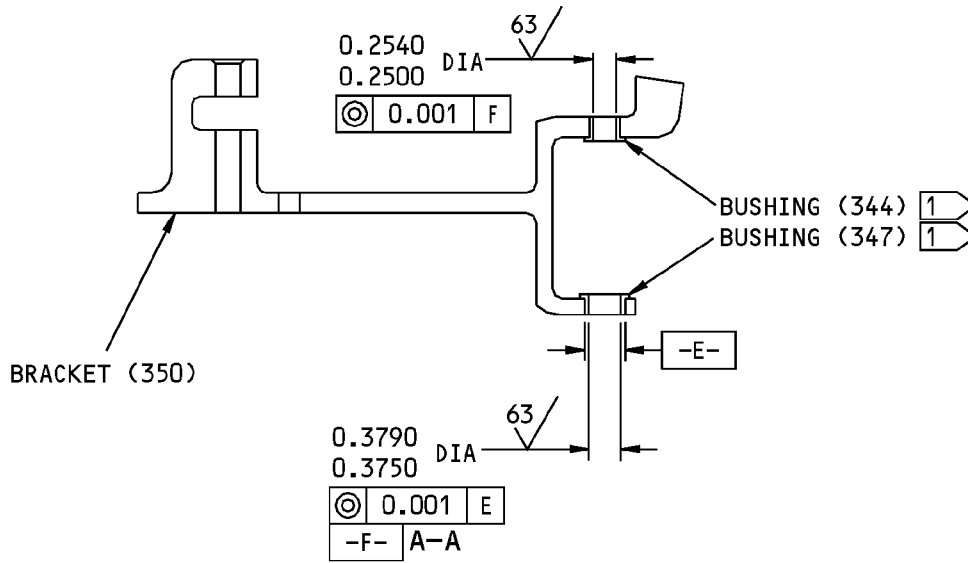 63
0.2540
0.2500
DIA
◎ 0.001 F
BUSHING (344) 1
BUSHING (347) 1
-E-
BRACKET (350)
63
0.3790
0.3750
DIA
◎ 0.001 E
-F- A-A